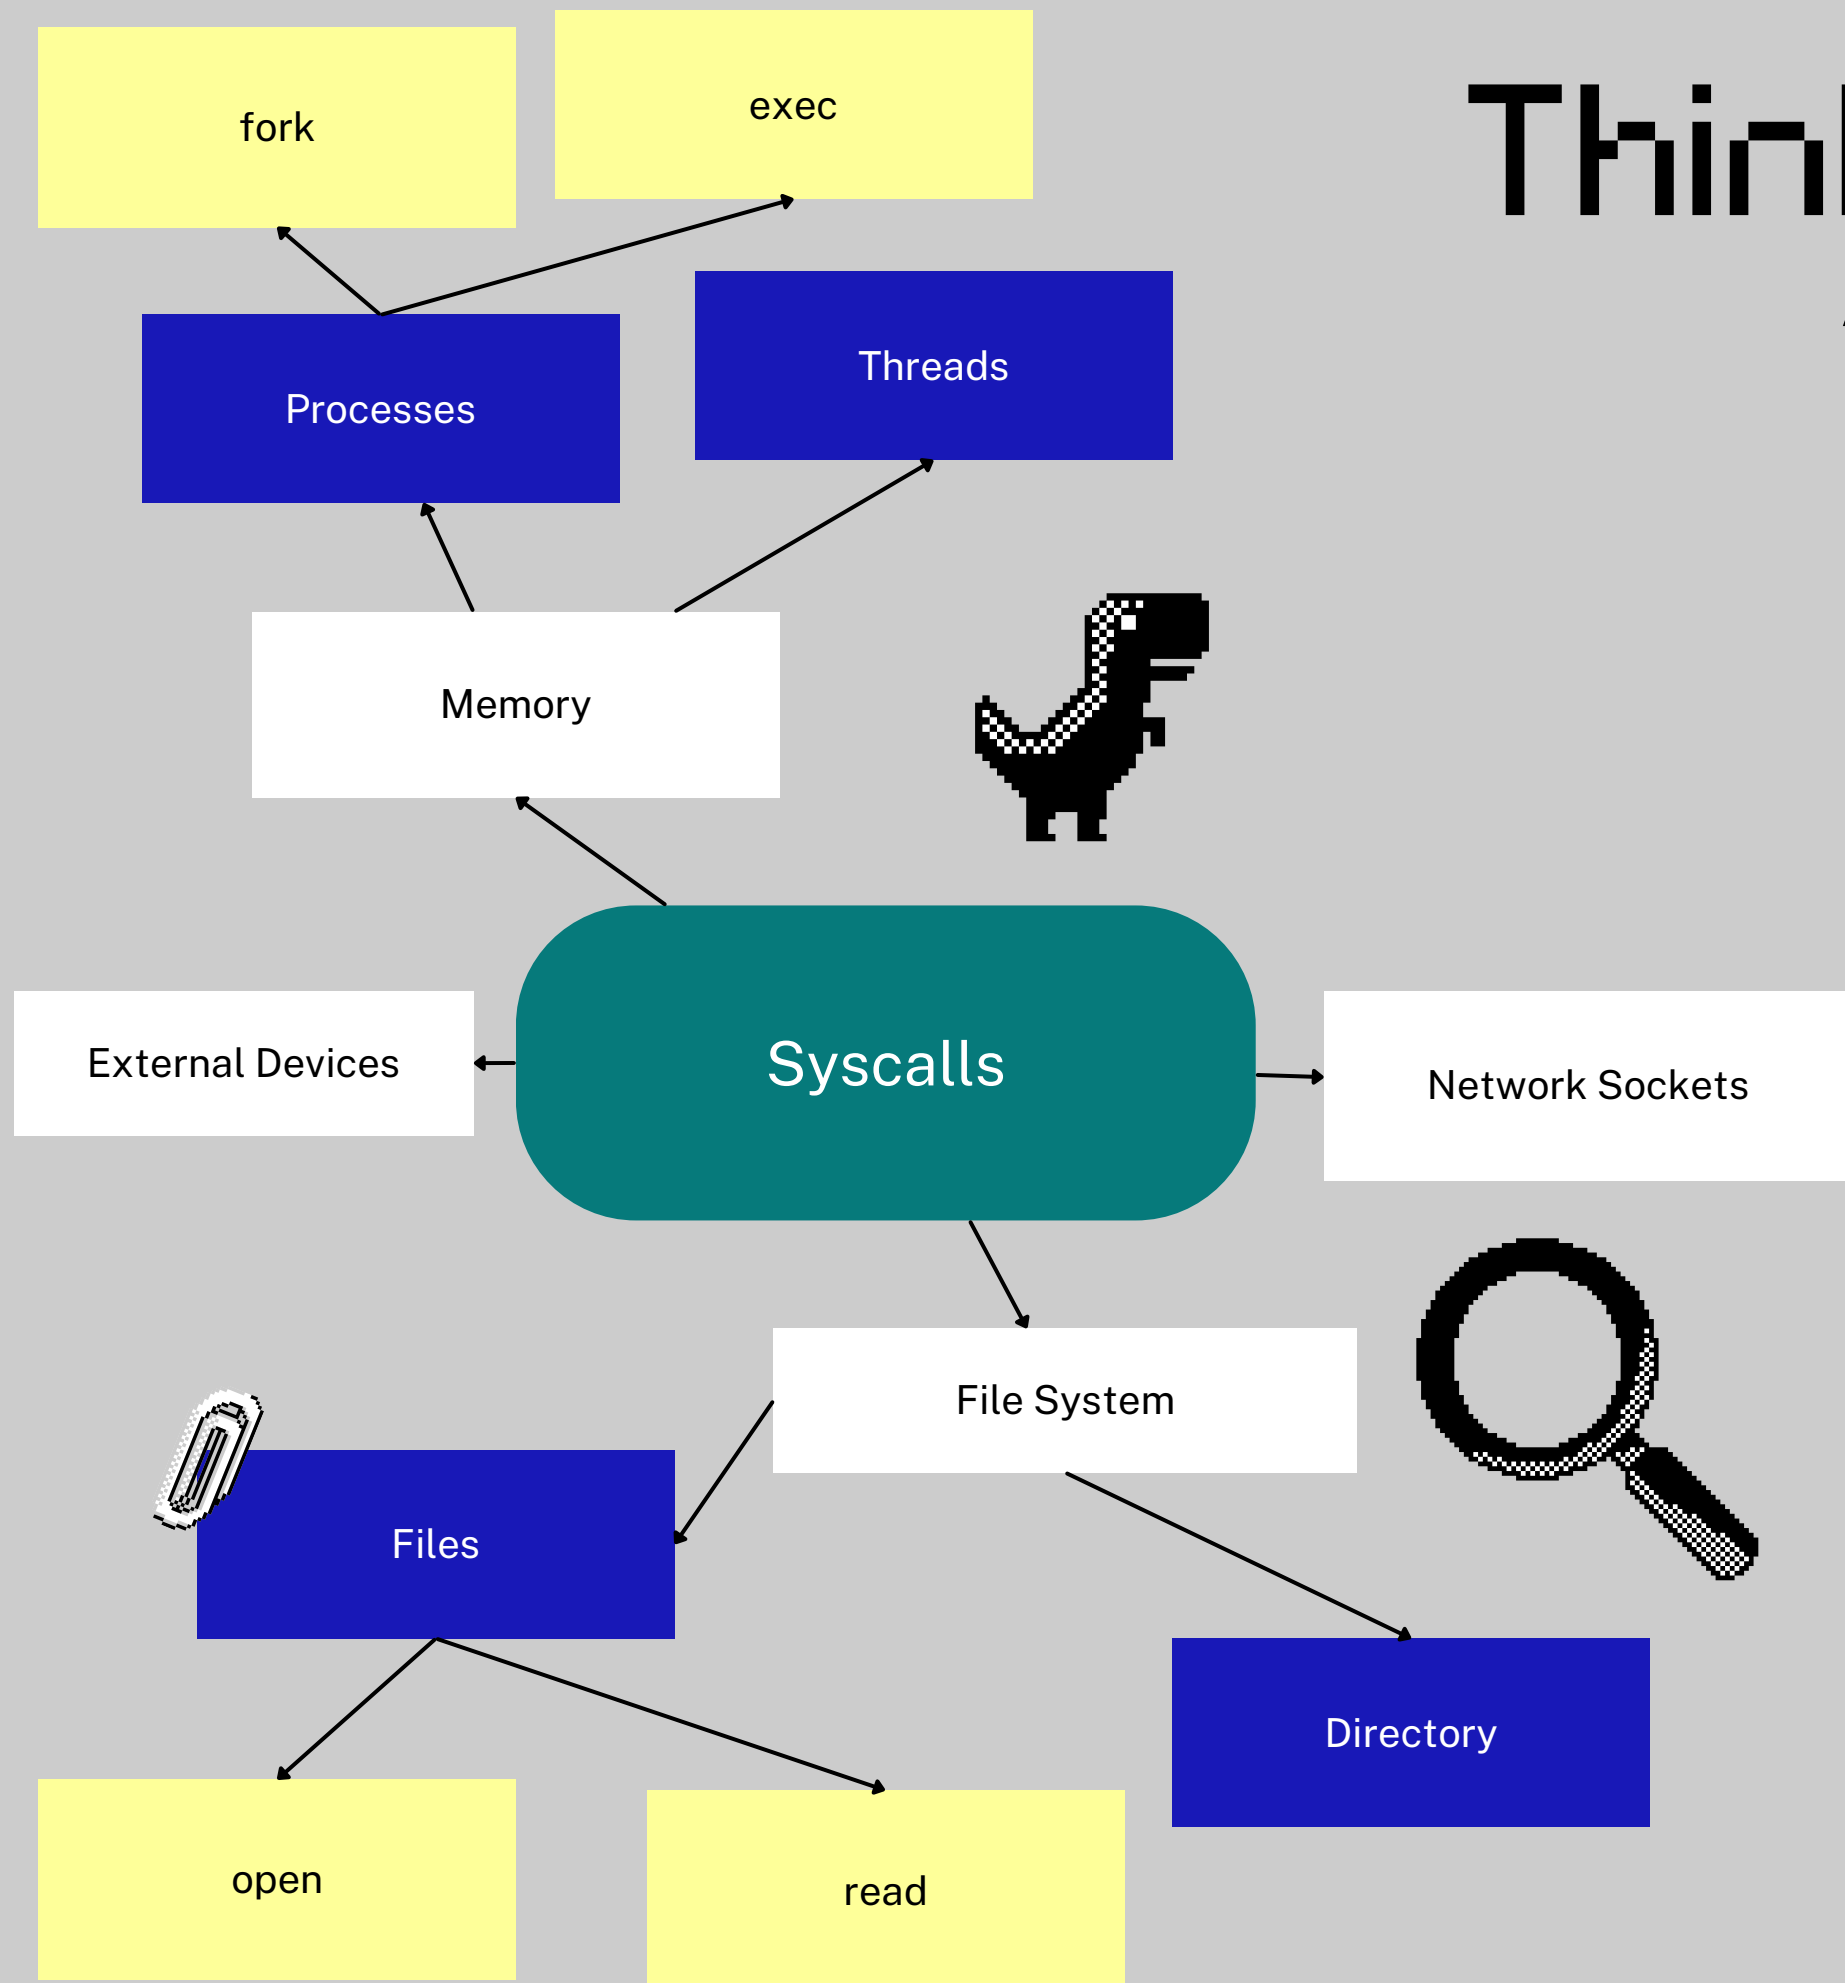 fork
exec
Processes
Threads
Memory
Syscalls
External Devices
Network Sockets
File System
Files
Directory
open
read